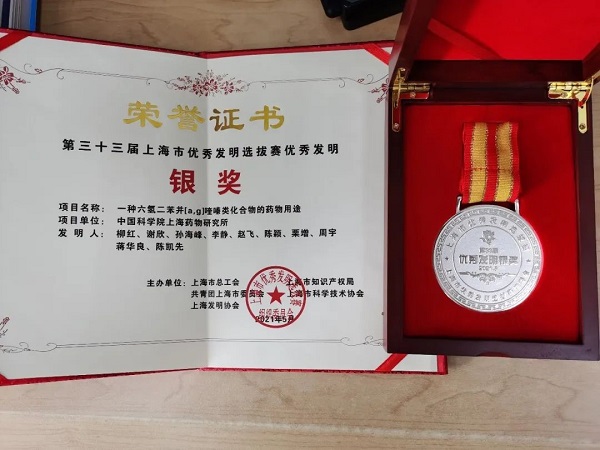 荣誉证书
第三十三届上海市优秀发明选拔赛优秀发明
银奖
项目名称： 一种六氢二苯并[a,g]喹嗪类化合物的药物用途
项目单位： 中国科学院上海药物研究所
发 明 人： 柳红、谢欣、孙海峰、李静、赵飞、陈颖、栗增、周宇
蒋华良、陈凯先
主办单位： 上海市总工会 上海市知识产权局
共青团上海市委员会 上海市科学技术协会
上海发明协会
2021年5月
优秀发明银奖
2021.5